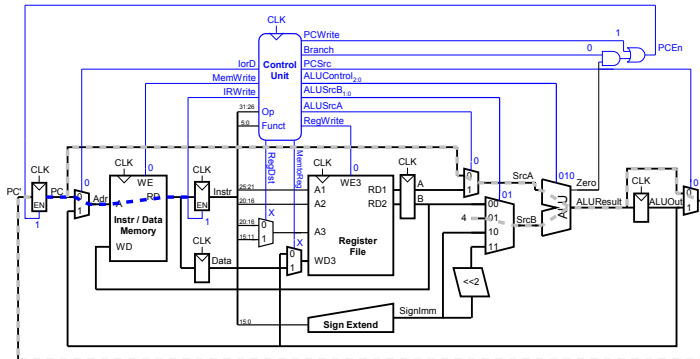 CLK
PCWrite
1
Branch
0
PCEn
IorD
Control
Unit
PCSrc
MemWrite
ALUControl2:0
IRWrite
ALUSrcB1:0
31:26
Op
ALUSrcA
5:0
Funct
RegWrite
RegDst
MemtoReg
CLK
CLK
CLK
CLK
CLK
CLK
0
0
0
0
01
010
0
PC'
PC
0
1
Adr
WE
A
RD
Instr / Data
Memory
WD
EN
1
EN
1
Instr
25:21
A1
WE3
RD1
A
20:16
A2
RD2
B
20:16
X
0
15:11
1
A3
Register
File
CLK
Data
X
0
1
WD3
0
1
SrcA
4
00
01
10
11
SrcB
ALU
Zero
ALUResult
ALUOut
0
1
<<2
SignImm
15:0
Sign Extend